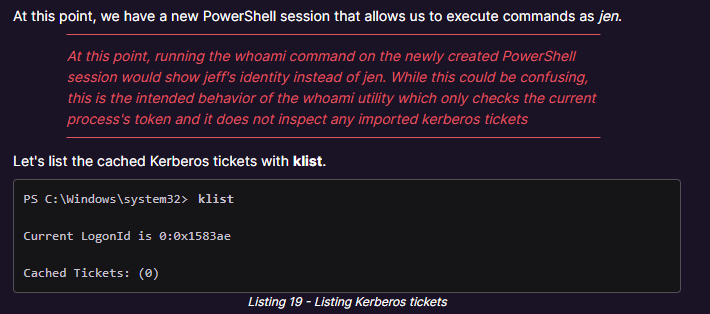 At this point, we have a new PowerShell session that allows us to execute commands as jen.
At this point, running the whoami command on the newly created PowerShell
session would show jeff's identity instead of jen. While this could be confusing,
this is the intended behavior of the whoami utility which only checks the current
process's token and it does not inspect any imported kerberos tickets
Let's list the cached Kerberos tickets with klist.
PS C:\Windows\system32> klist
Current LogonId is 0:0x1583ae
Cached Tickets: (0)
Listing 19 - Listing Kerberos tickets